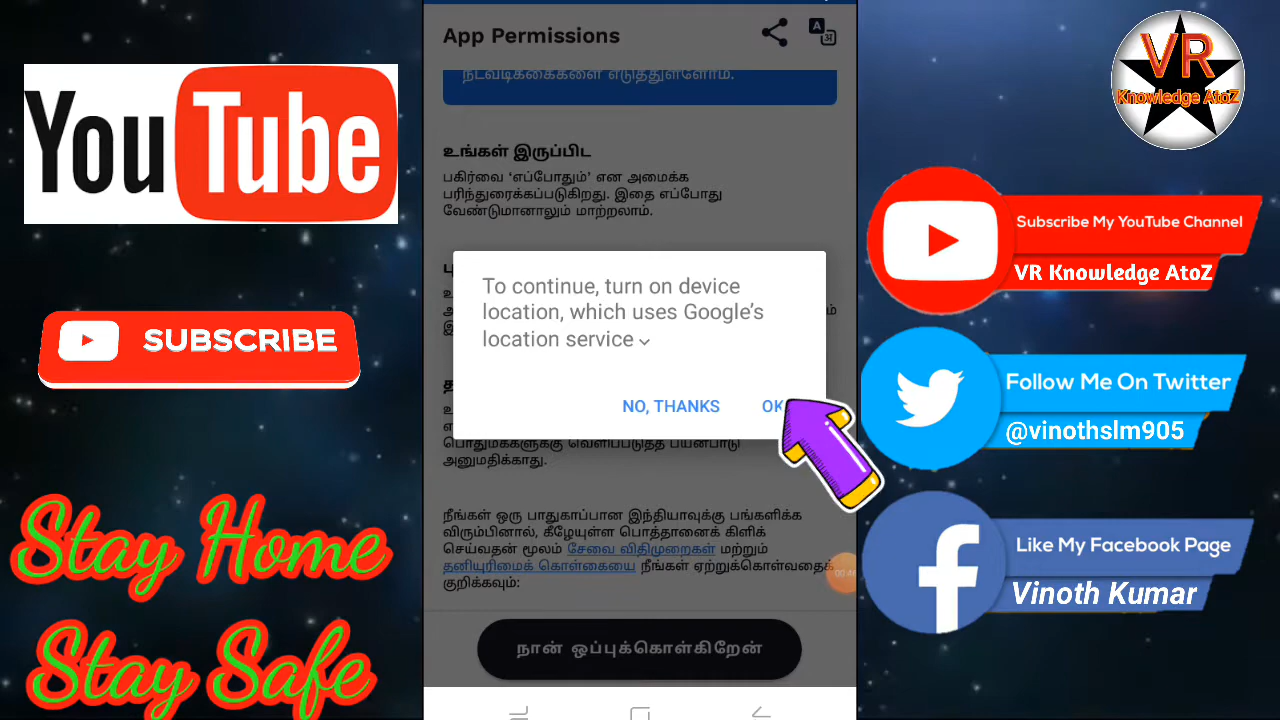 YouTube
SUBSCRIBE
Stay Home
Stay Safe
App Permissions
நடவடிக்கைகளை எடுத்துள்ளோம்.
உங்கள் இருப்பிட
பகிர்வை ‘எப்போதும்’ என அமைக்க
பரிந்துரைக்கப்படுகிறது. இதை எப்போது
வேண்டுமானாலும் மாற்றலாம்.
To continue, turn on device
location, which uses Google’s
location service
NO, THANKS
OK
பொதுமக்களுக்கு வெளிப்படுத்த பயன்பாடு
அனுமதிக்காது.
நீங்கள் ஒரு பாதுகாப்பான இந்தியாவுக்கு பங்களிக்க
விரும்பினால், கீழேயுள்ள பொத்தானைக் கிளிக்
செய்வதன் மூலம் சேவை விதிமுறைகள் மற்றும்
தனியுரிமைக் கொள்கையை நீங்கள் ஏற்றுக்கொள்வதைக்
குறிக்கவும்:
நான் ஒப்புக்கொள்கிறேன்
VR
Knowledge AtoZ
Subscribe My YouTube Channel
VR Knowledge AtoZ
Follow Me On Twitter
@vinothslm905
Like My Facebook Page
Vinoth Kumar